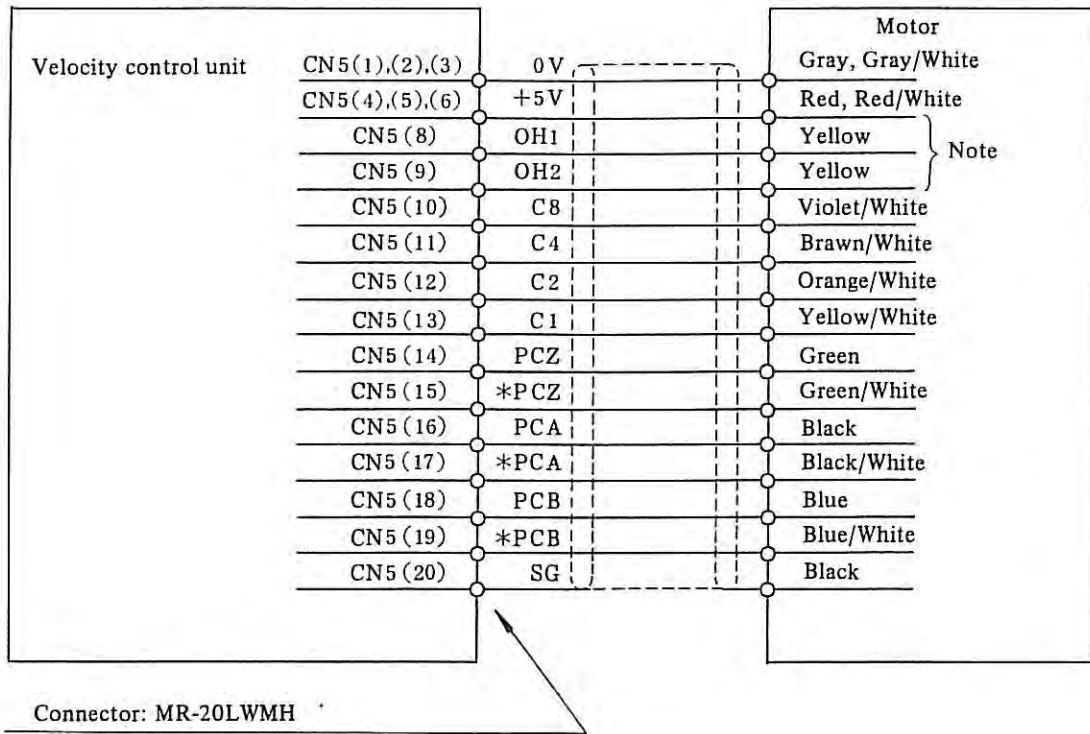 Motor
Velocity control unit CN5(1),(2),(3) 0V Gray, Gray/White
CN5(4),(5),(6) +5V Red, Red/White
CN5(8) OH1 Yellow
Note
CN5(9) OH2 Yellow
CN5(10) C8 Violet/White
CN5(11) C4 Brawn/White
CN5(12) C2 Orange/White
CN5(13) C1 Yellow/White
CN5(14) PCZ Green
CN5(15) *PCZ Green/White
CN5(16) PCA Black
CN5(17) *PCA Black/White
CN5(18) PCB Blue
CN5(19) *PCB Blue/White
CN5(20) SG Black
Connector: MR-20LWMH